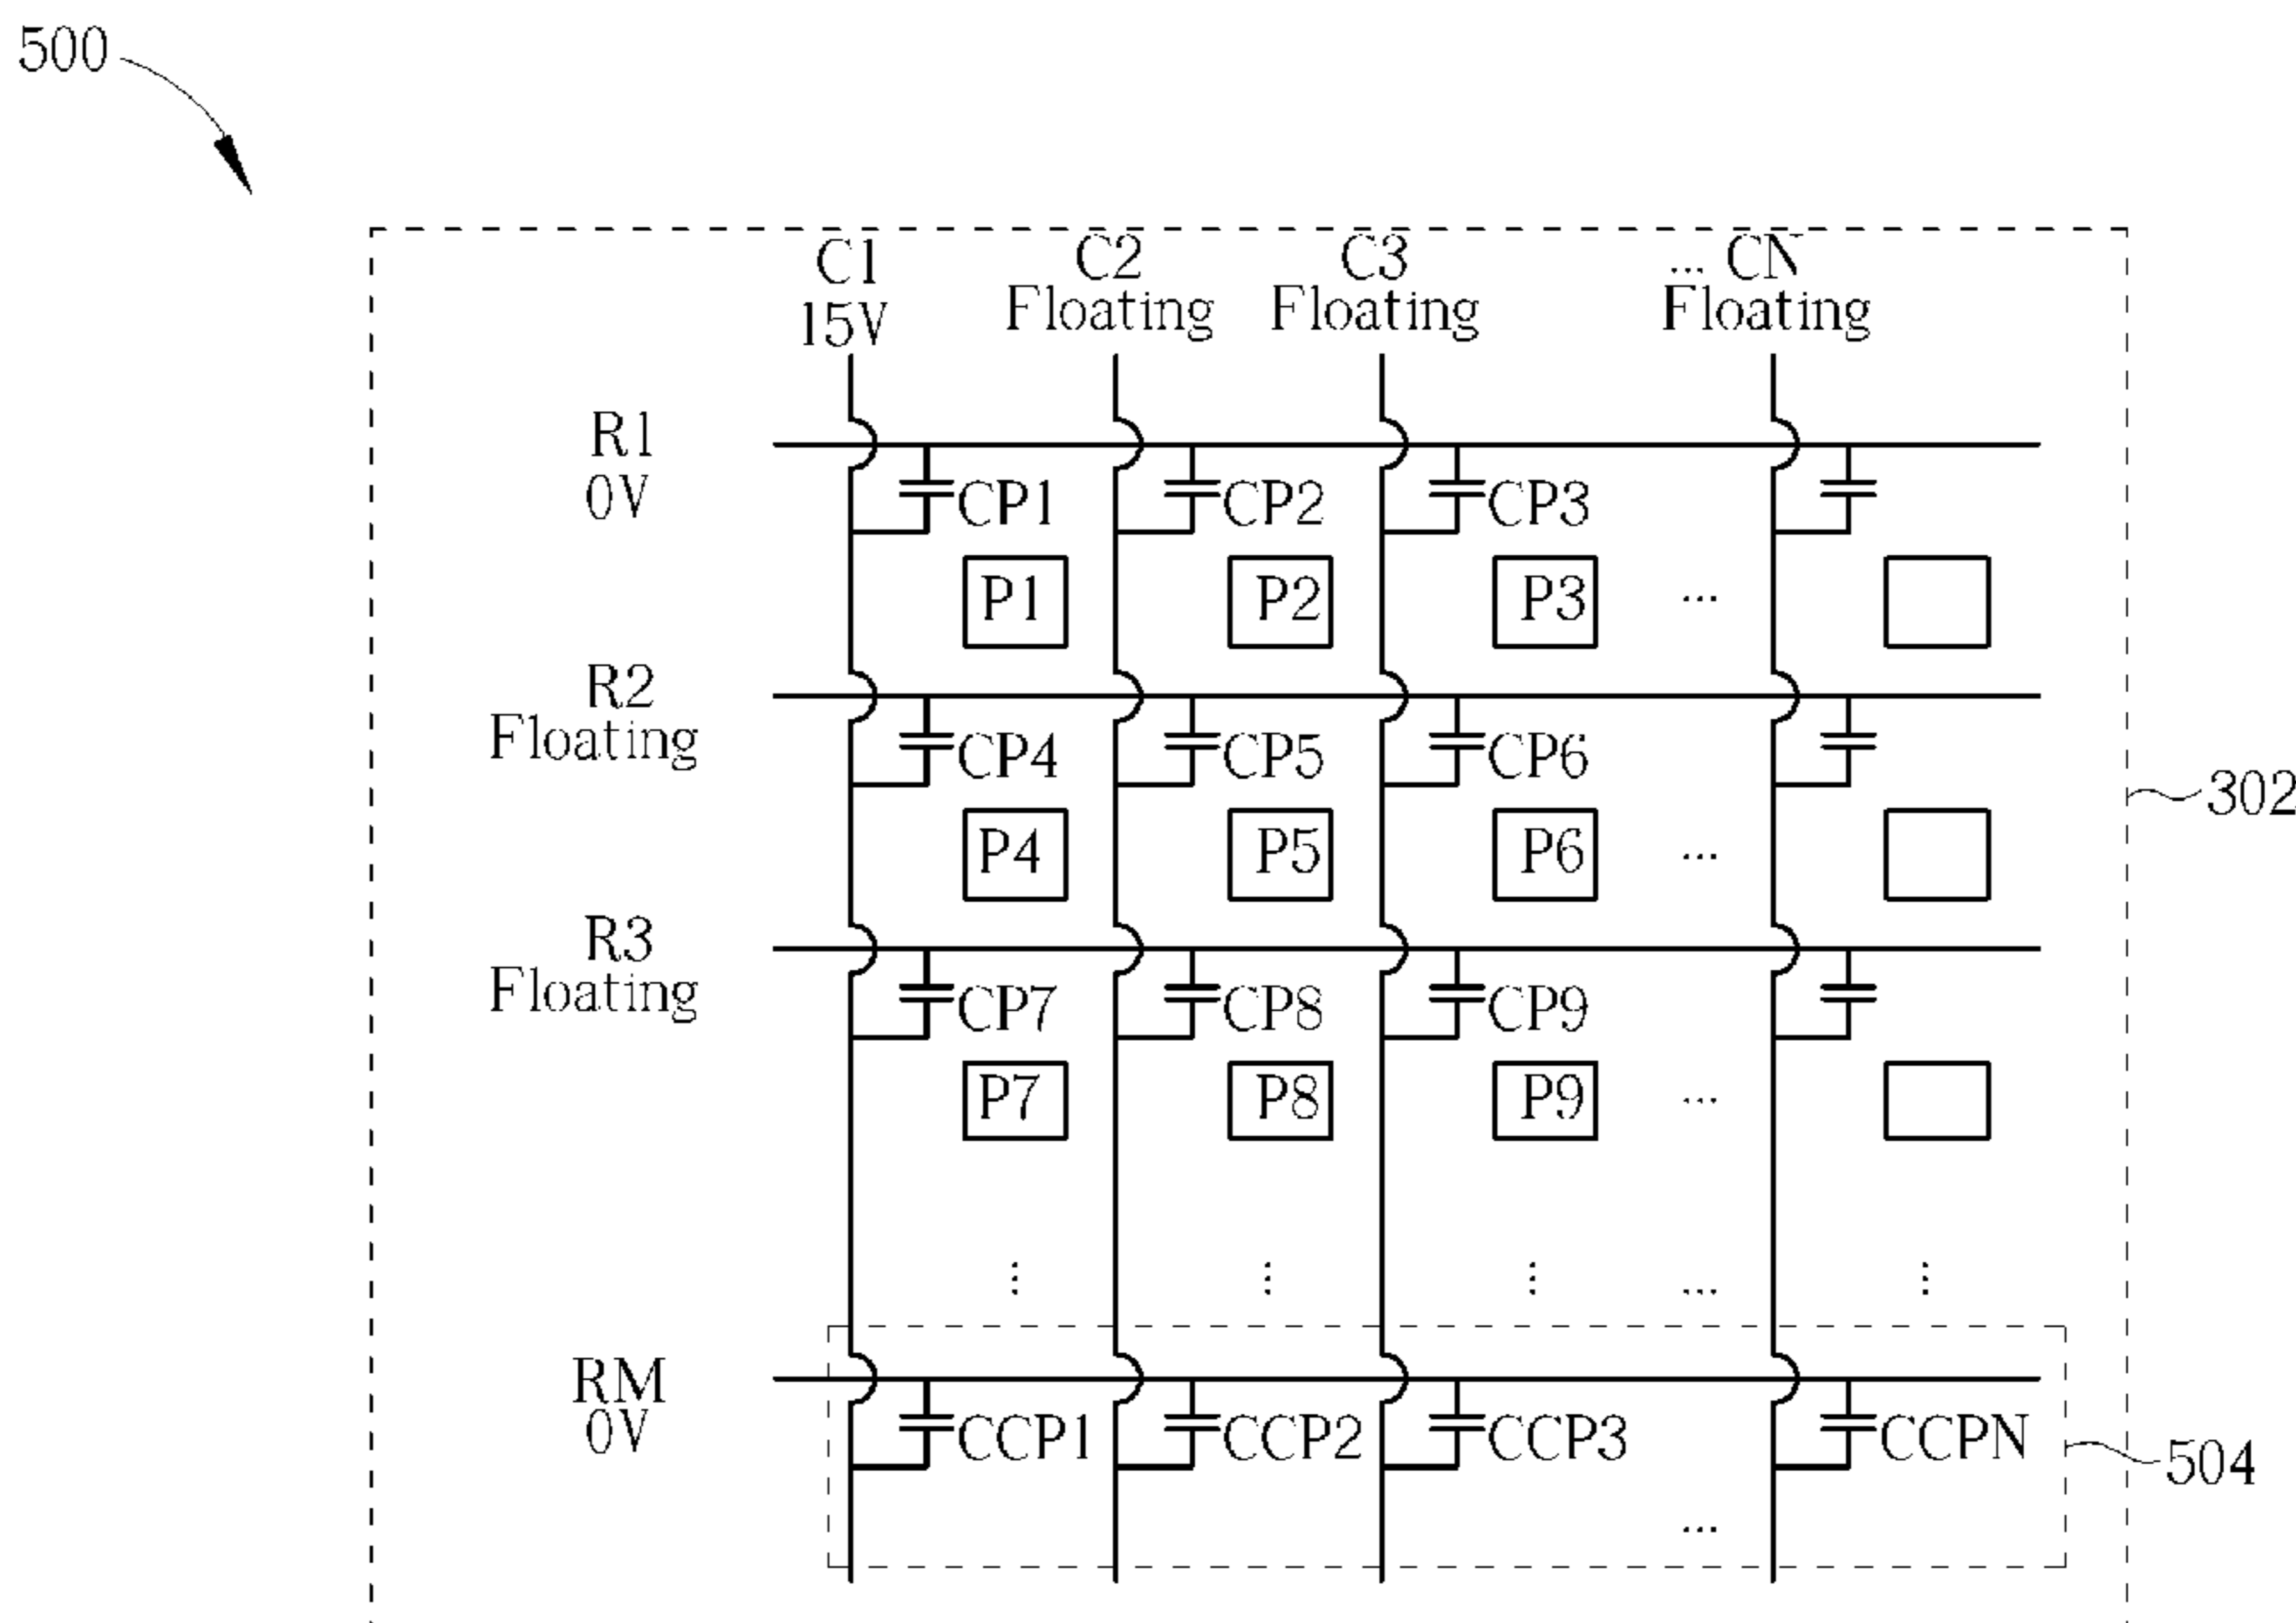 500
C1 C2 C3 ... CN
15V Floating Floating Floating
R1
0V
CP1 CP2 CP3
P1 P2 P3 ...
R2
Floating
CP4 CP5 CP6
302
P4 P5 P6 ...
R3
Floating
CP7 CP8 CP9
P7 P8 P9 ...
...
RM
0V
CCP1 CCP2 CCP3 CCPN
504
...